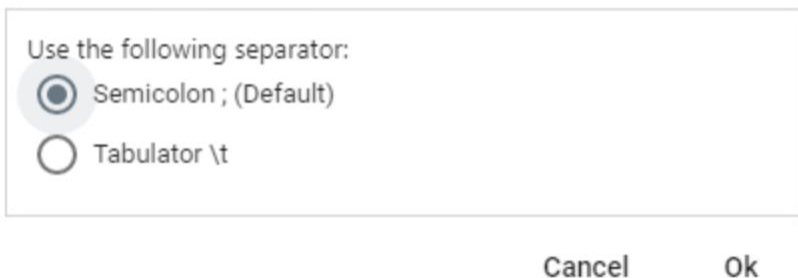 Use the following separator:
Semicolon ; (Default)
Tabulator \t
Cancel Ok